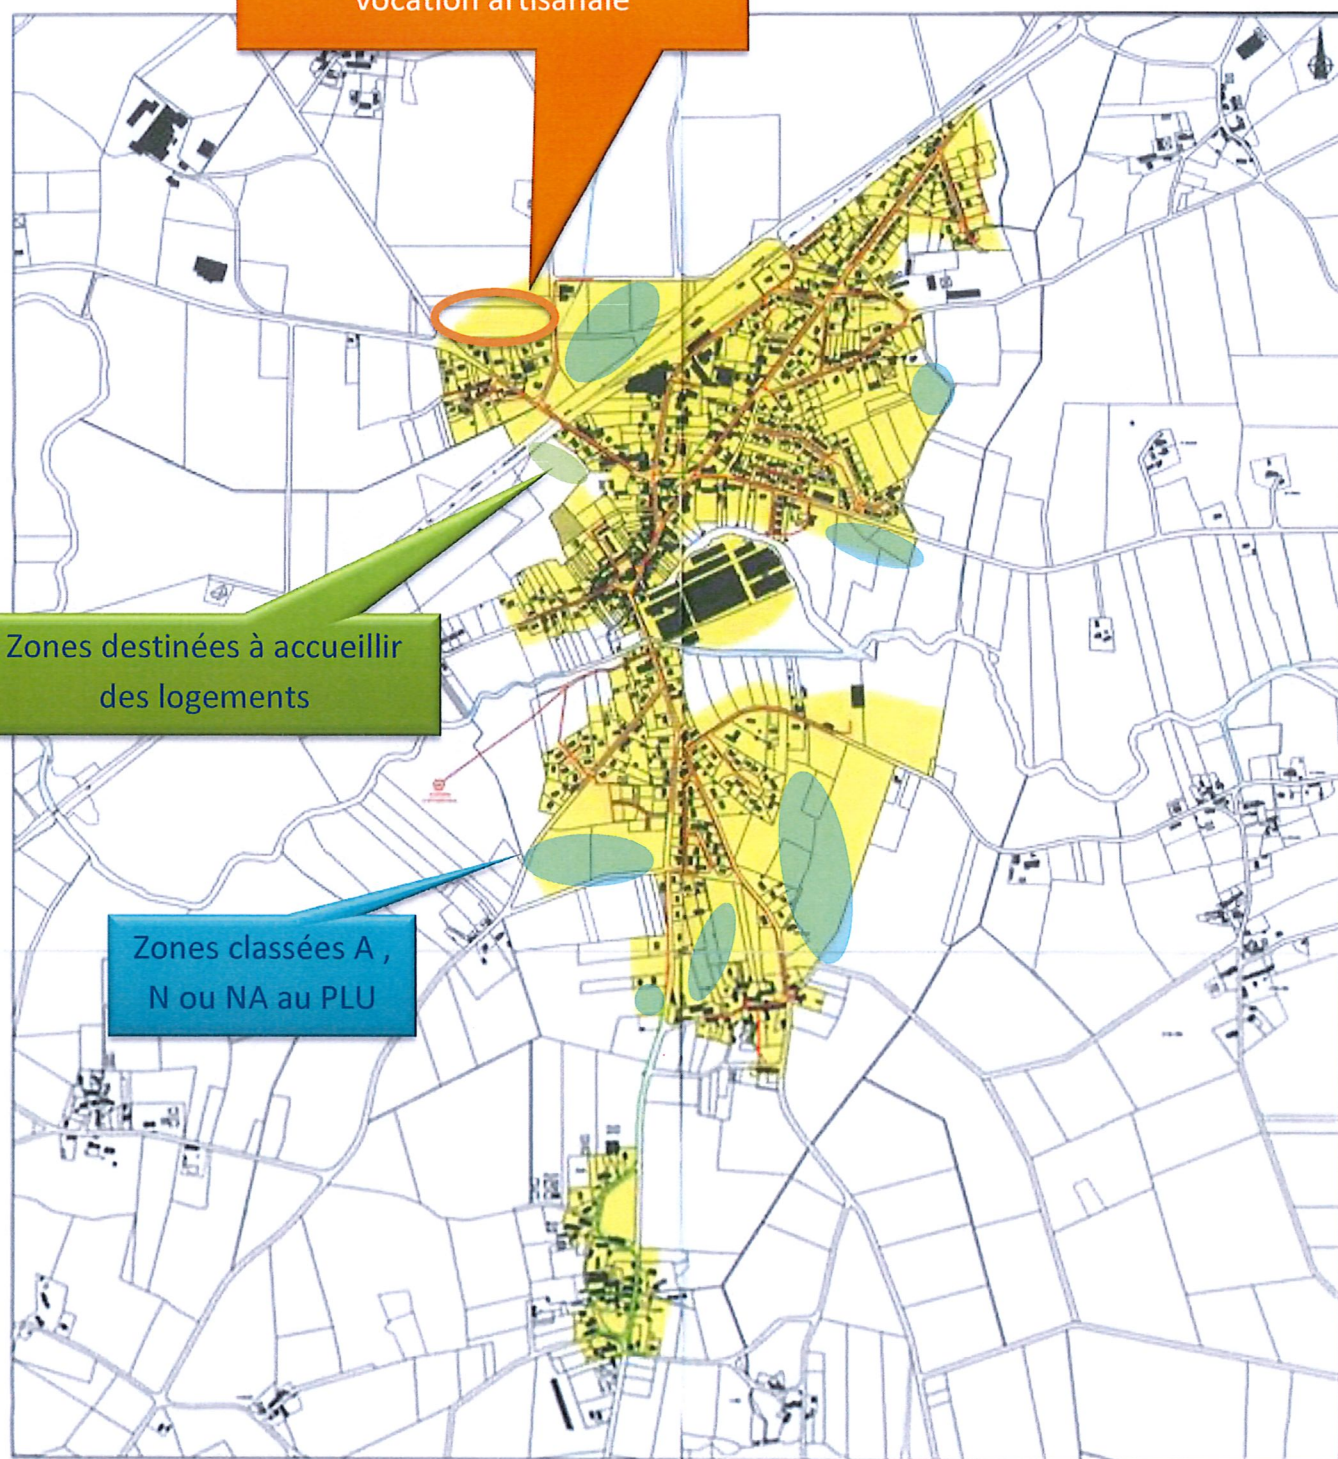 vocation artisanale
Zones destinées à accueillir
des logements
Zones classées A ,
N ou NA au PLU